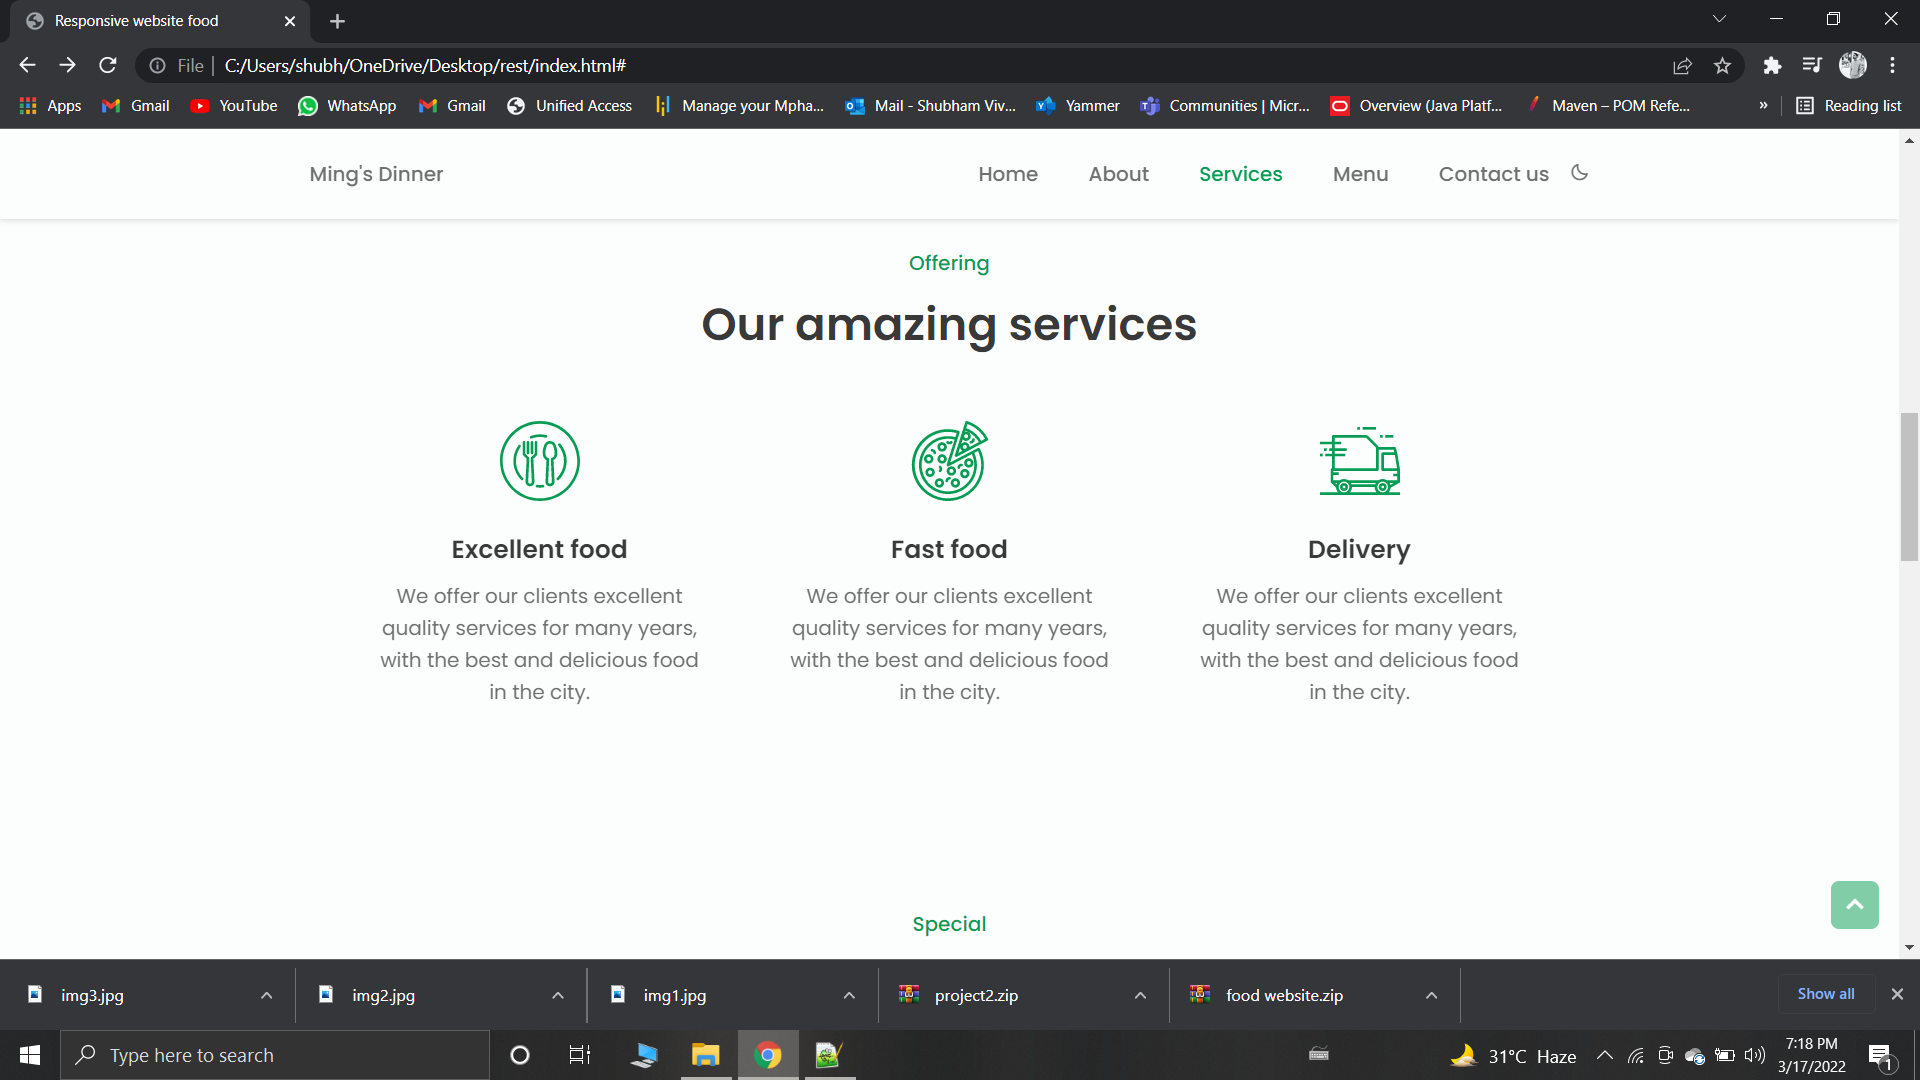 Responsive website food
File
C:/Users/shubh/OneDrive/Desktop/rest/index.html#
Apps
Gmail
YouTube
WhatsApp
Gmail
Unified Access
Manage your Mpha...
Mail - Shubham Viv...
Yammer
Communities | Micr...
Overview (Java Platf...
Maven – POM Refe...
»
Reading list
Ming's Dinner
Home
About
Services
Menu
Contact us
Offering
Our amazing services
Excellent food
We offer our clients excellent
quality services for many years,
with the best and delicious food
in the city.
Fast food
We offer our clients excellent
quality services for many years,
with the best and delicious food
in the city.
Delivery
We offer our clients excellent
quality services for many years,
with the best and delicious food
in the city.
Special
img3.jpg
img2.jpg
img1.jpg
project2.zip
food website.zip
Show all
Type here to search
31°C Haze
7:18 PM
3/17/2022
1